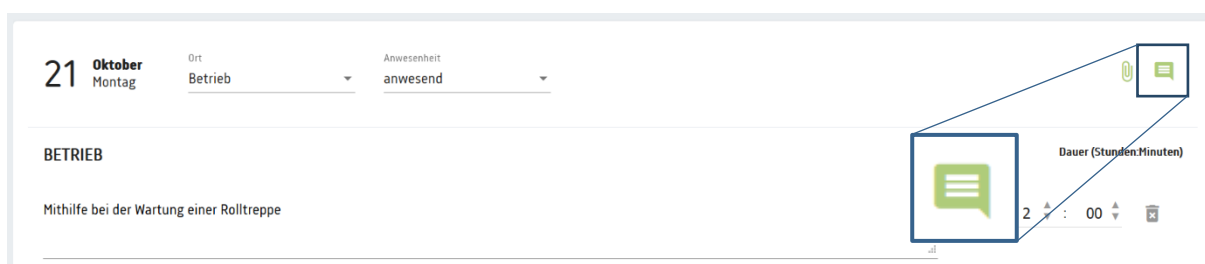 21 Oktober
Montag
Ort
Betrieb
Anwesenheit
anwesend
BETRIEB
Dauer (Stunden:Minuten)
Mithilfe bei der Wartung einer Rolltreppe
2 : 00